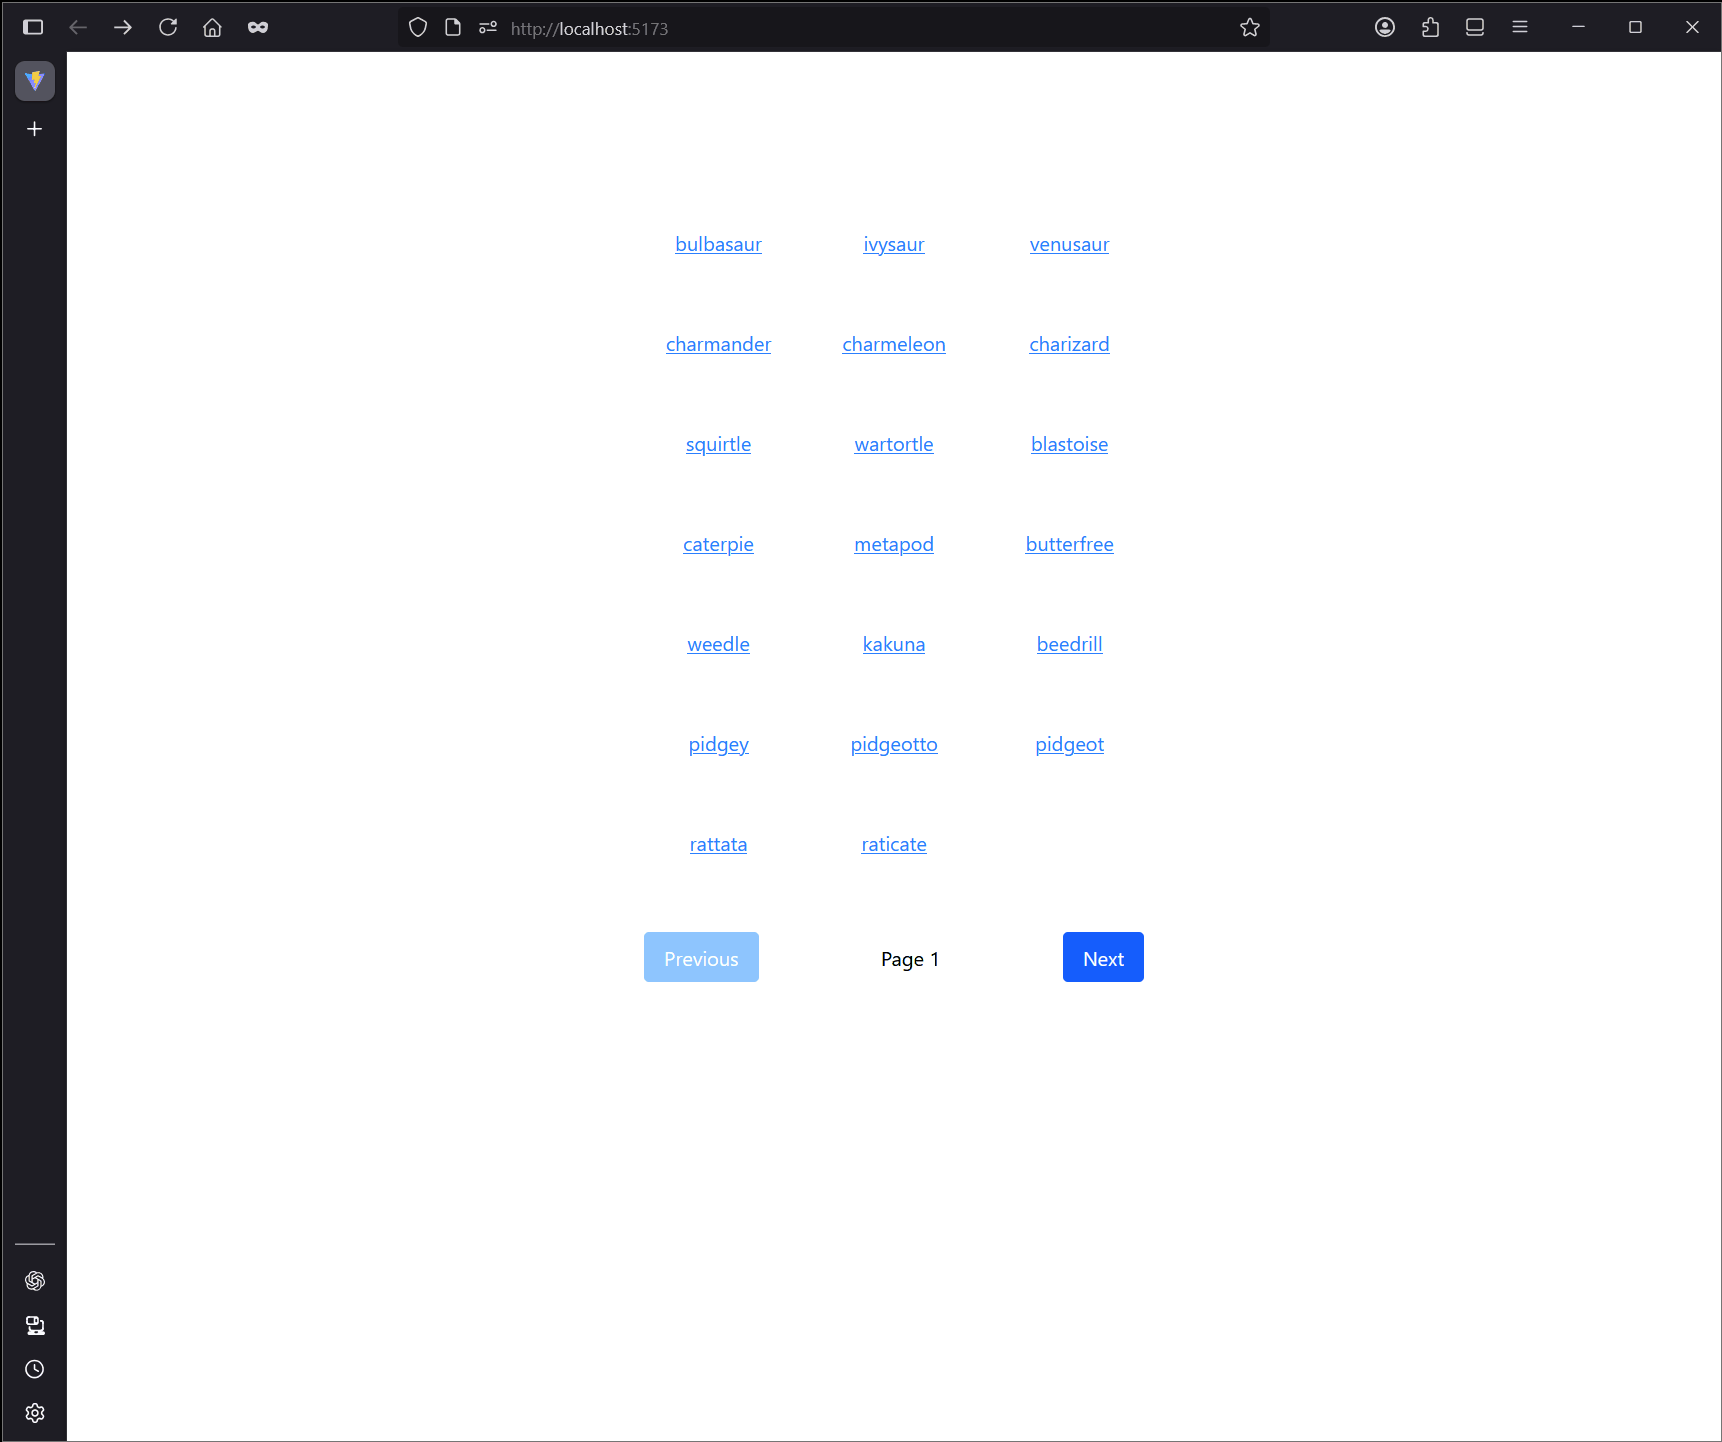 http://localhost:5173
bulbasaur ivysaur venusaur
charmander charmeleon charizard
squirtle wartortle blastoise
caterpie metapod butterfree
weedle kakuna beedrill
pidgey pidgeotto pidgeot
rattata raticate
Previous Page 1 Next